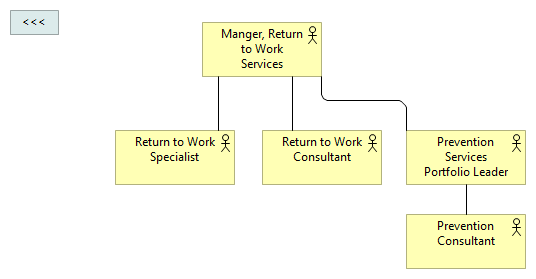 <<<
Manger, Return
to Work
Services
Return to Work
Specialist
Return to Work
Consultant
Prevention
Services
Portfolio Leader
Prevention
Consultant